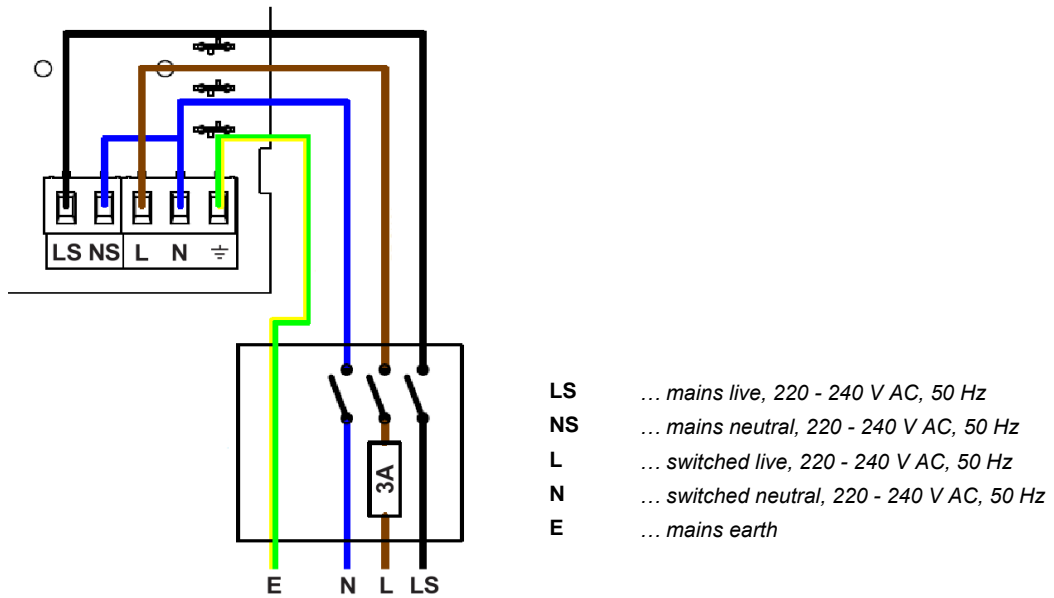 LS NS L N ⏚
3A
E N L LS
LS … mains live, 220 - 240 V AC, 50 Hz
NS … mains neutral, 220 - 240 V AC, 50 Hz
L … switched live, 220 - 240 V AC, 50 Hz
N … switched neutral, 220 - 240 V AC, 50 Hz
E … mains earth